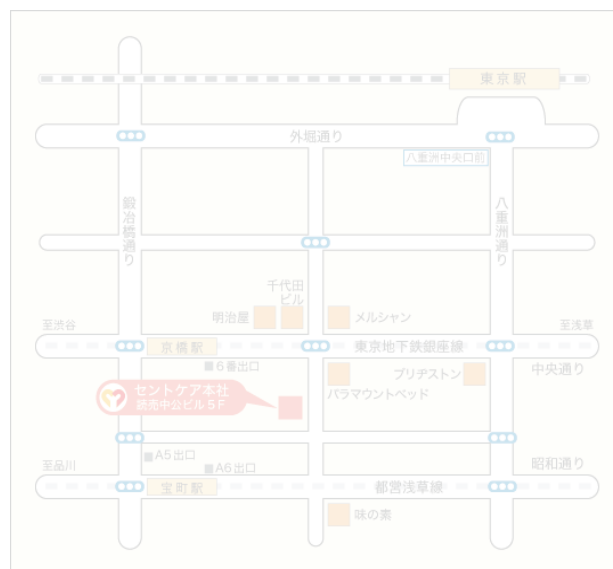 東京駅
外堀通り
八重洲中央口前
鍛冶橋通り
八重洲通り
千代田
ビル
明治屋
メルシャン
至渋谷
至浅草
京橋駅
東京地下鉄銀座線
■6番出口
ブリヂストン
中央通り
セントケア本社
読売中公ビル5F
パラマウントベッド
■A5出口
至品川
■A6出口
昭和通り
宝町駅
都営浅草線
味の素